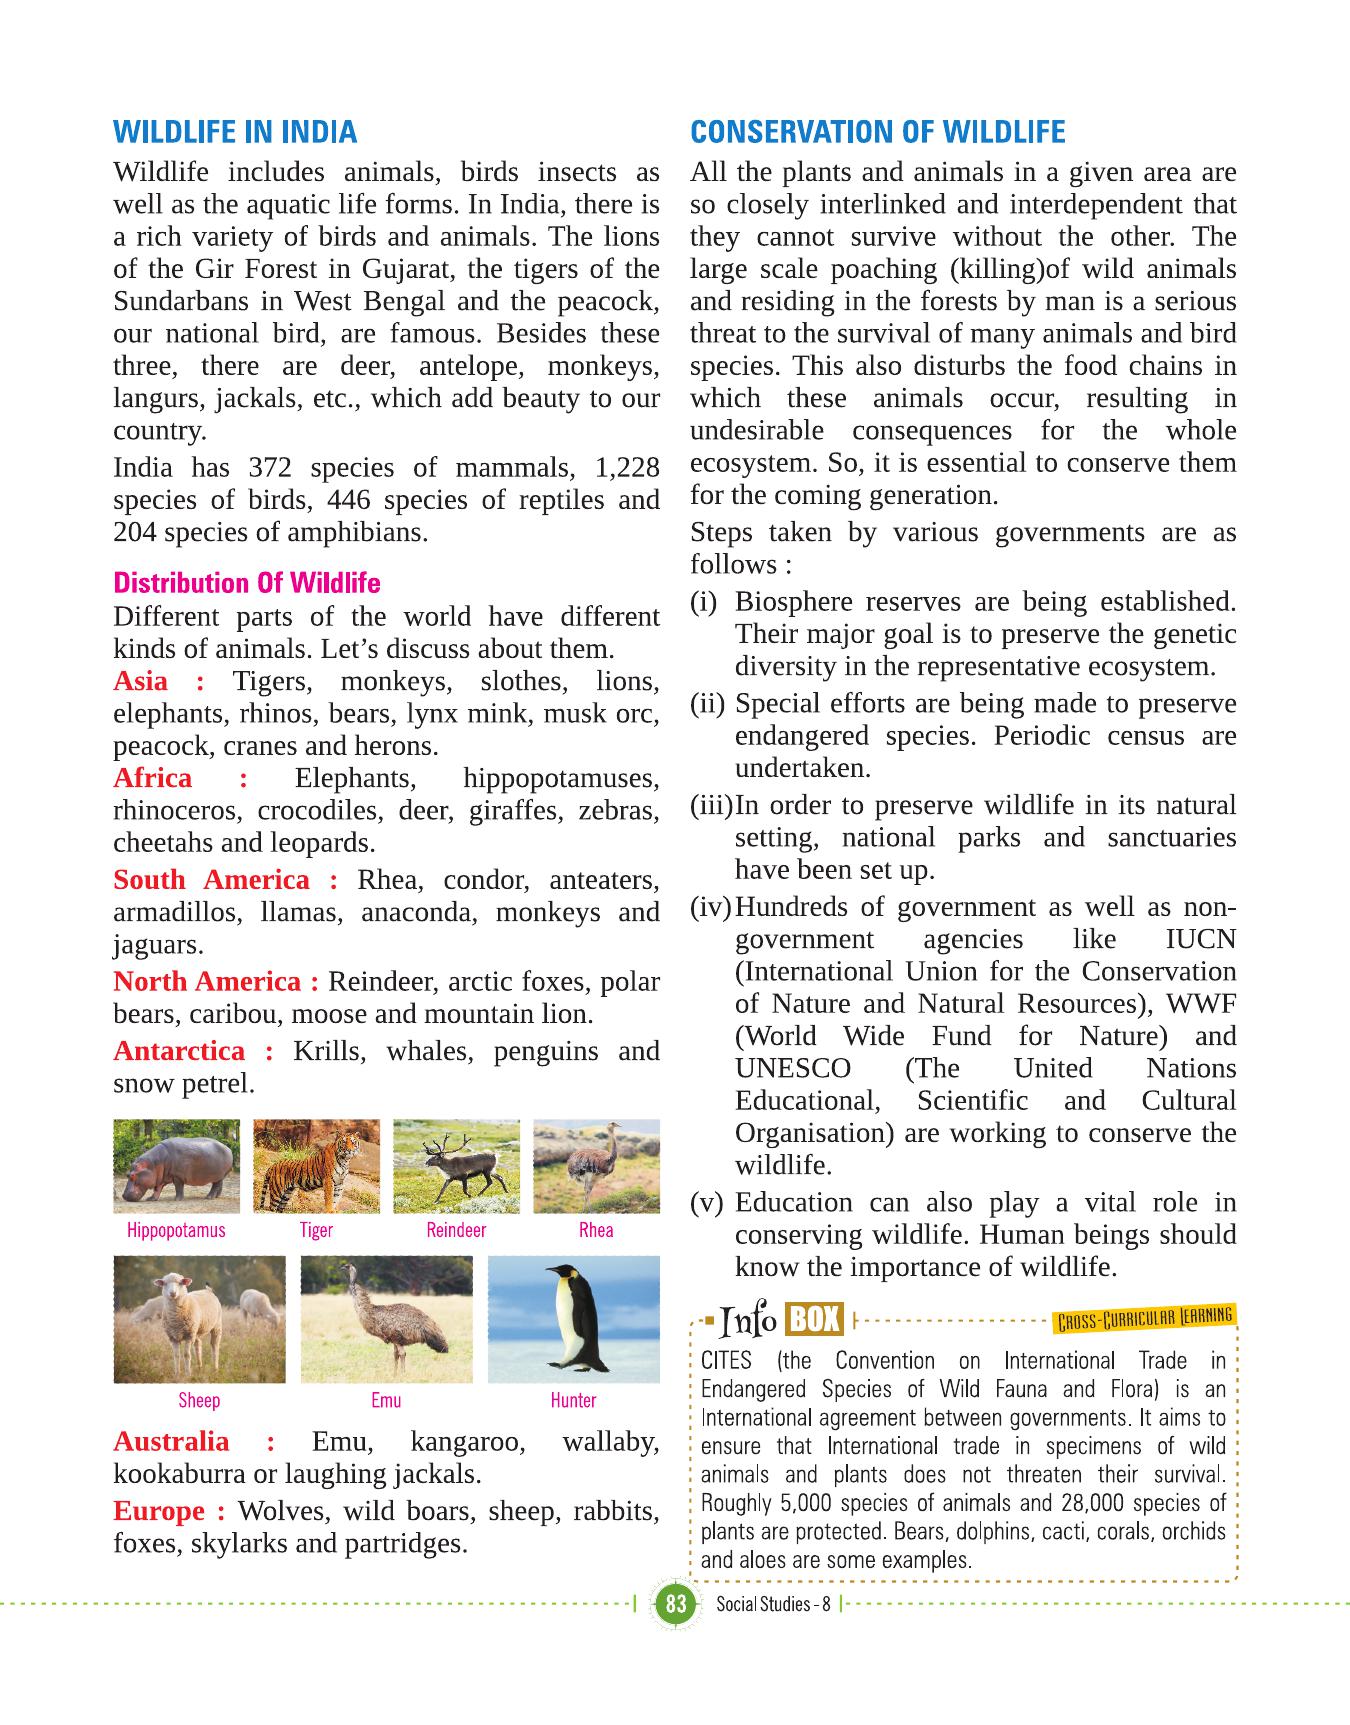 WILDLIFE IN INDIA
Wildlife includes animals, birds insects as
well as the aquatic life forms. In India, there is
a rich variety of birds and animals. The lions
of the Gir Forest in Gujarat, the tigers of the
Sundarbans in West Bengal and the peacock,
our national bird, are famous. Besides these
three, there are deer, antelope, monkeys,
langurs, jackals, etc., which add beauty to our
country.
India has 372 species of mammals, 1,228
species of birds, 446 species of reptiles and
204 species of amphibians.
Distribution Of Wildlife
Different parts of the world have different
kinds of animals. Let’s discuss about them.
Asia : Tigers, monkeys, slothes, lions,
elephants, rhinos, bears, lynx mink, musk orc,
peacock, cranes and herons.
Africa : Elephants, hippopotamuses,
rhinoceros, crocodiles, deer, giraffes, zebras,
cheetahs and leopards.
South America : Rhea, condor, anteaters,
armadillos, llamas, anaconda, monkeys and
jaguars.
North America : Reindeer, arctic foxes, polar
bears, caribou, moose and mountain lion.
Antarctica : Krills, whales, penguins and
snow petrel.
Hippopotamus Tiger Reindeer Rhea
Sheep Emu Hunter
Australia : Emu, kangaroo, wallaby,
kookaburra or laughing jackals.
Europe : Wolves, wild boars, sheep, rabbits,
foxes, skylarks and partridges.
CONSERVATION OF WILDLIFE
All the plants and animals in a given area are
so closely interlinked and interdependent that
they cannot survive without the other. The
large scale poaching (killing)of wild animals
and residing in the forests by man is a serious
threat to the survival of many animals and bird
species. This also disturbs the food chains in
which these animals occur, resulting in
undesirable consequences for the whole
ecosystem. So, it is essential to conserve them
for the coming generation.
Steps taken by various governments are as
follows :
(i) Biosphere reserves are being established.
Their major goal is to preserve the genetic
diversity in the representative ecosystem.
(ii) Special efforts are being made to preserve
endangered species. Periodic census are
undertaken.
(iii)In order to preserve wildlife in its natural
setting, national parks and sanctuaries
have been set up.
(iv)Hundreds of government as well as non-
government agencies like IUCN
(International Union for the Conservation
of Nature and Natural Resources), WWF
(World Wide Fund for Nature) and
UNESCO (The United Nations
Educational, Scientific and Cultural
Organisation) are working to conserve the
wildlife.
(v) Education can also play a vital role in
conserving wildlife. Human beings should
know the importance of wildlife.
Info BOX Cross-Curricular Learning
CITES (the Convention on International Trade in
Endangered Species of Wild Fauna and Flora) is an
International agreement between governments. It aims to
ensure that International trade in specimens of wild
animals and plants does not threaten their survival.
Roughly 5,000 species of animals and 28,000 species of
plants are protected. Bears, dolphins, cacti, corals, orchids
and aloes are some examples.
83 Social Studies - 8